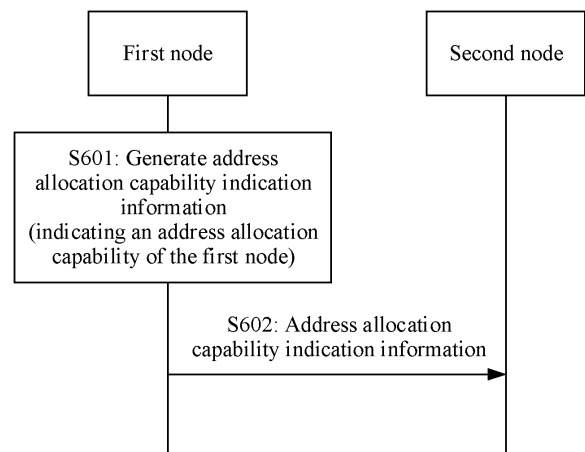 First node
Second node
S601: Generate address
allocation capability indication
information
(indicating an address allocation
capability of the first node)
S602: Address allocation
capability indication information